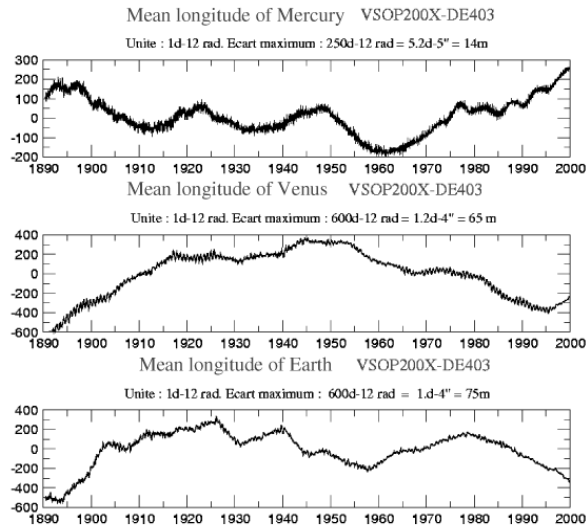 Mean longitude of Mercury VSOP200X-DE403
Unite : 1d-12 rad. Ecart maximum : 250d-12 rad = 5.2d-5" = 14m
300
200
100
0
-100
-200
1890 1900 1910 1920 1930 1940 1950 1960 1970 1980 1990 2000
Mean longitude of Venus VSOP200X-DE403
Unite : 1d-12 rad. Ecart maximum : 600d-12 rad = 1.2d-4" = 65 m
400
200
0
-200
-400
-600
1890 1900 1910 1920 1930 1940 1950 1960 1970 1980 1990 2000
Mean longitude of Earth VSOP200X-DE403
Unite : 1d-12 rad. Ecart maximum : 600d-12 rad = 1.d-4" = 75m
400
200
0
-200
-400
-600
1890 1900 1910 1920 1930 1940 1950 1960 1970 1980 1990 2000